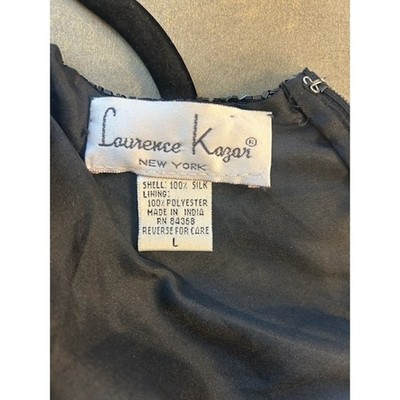 Laurence Kazar®
NEW YORK
SHELL: 100% SILK
LINING:
100% POLYESTER
MADE IN INDIA
RN 84368
REVERSE FOR CARE
L